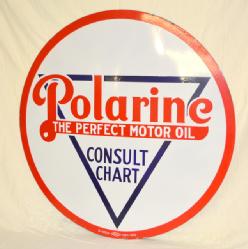 Polarine
THE PERFECT MOTOR OIL
CONSULT
CHART